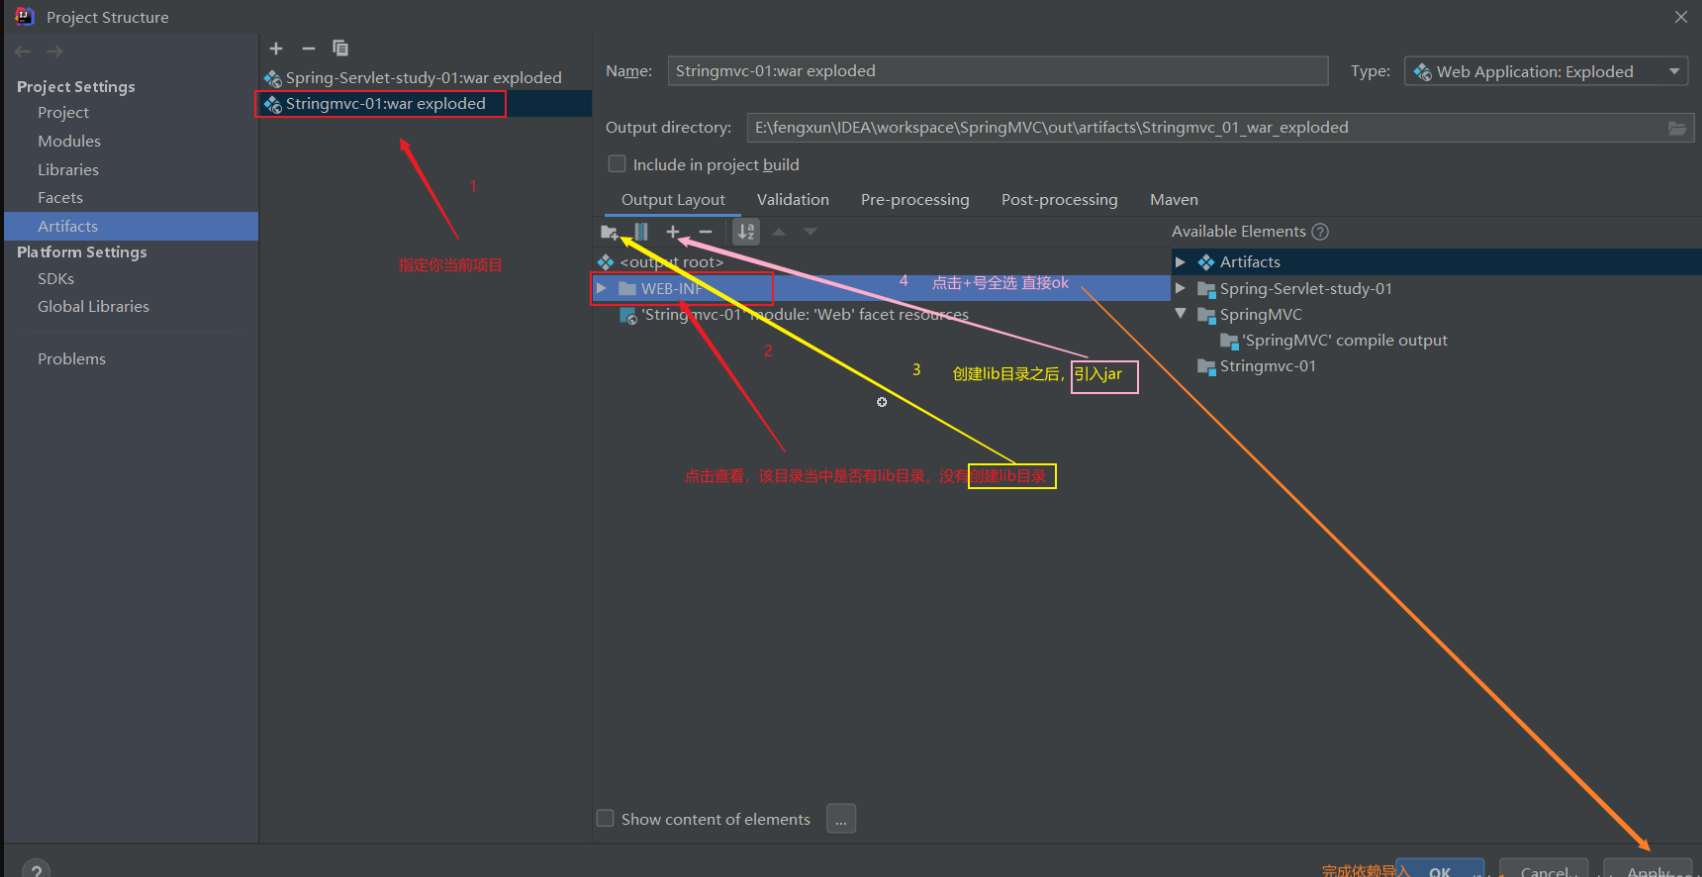 Project Structure
Project Settings
Project
Modules
Libraries
Facets
Artifacts
Platform Settings
SDKs
Global Libraries
Problems
Spring-Servlet-study-01:war exploded
Stringmvc-01:war exploded
1
指定你当前项目
Name: Stringmvc-01:war exploded Type: Web Application: Exploded
Output directory: E:\fengxun\IDEA\workspace\SpringMVC\out\artifacts\Stringmvc_01_war_exploded
Include in project build
Output Layout Validation Pre-processing Post-processing Maven
Available Elements
<output root>
WEB-INF
'Stringmvc-01' module: 'Web' facet resources
4 点击+号全选 直接ok
2
3 创建lib目录之后，引入jar
点击查看，该目录当中是否有lib目录，没有创建lib目录
Artifacts
Spring-Servlet-study-01
SpringMVC
'SpringMVC' compile output
Stringmvc-01
Show content of elements ...
? 完成依赖导入 OK Cancel Apply